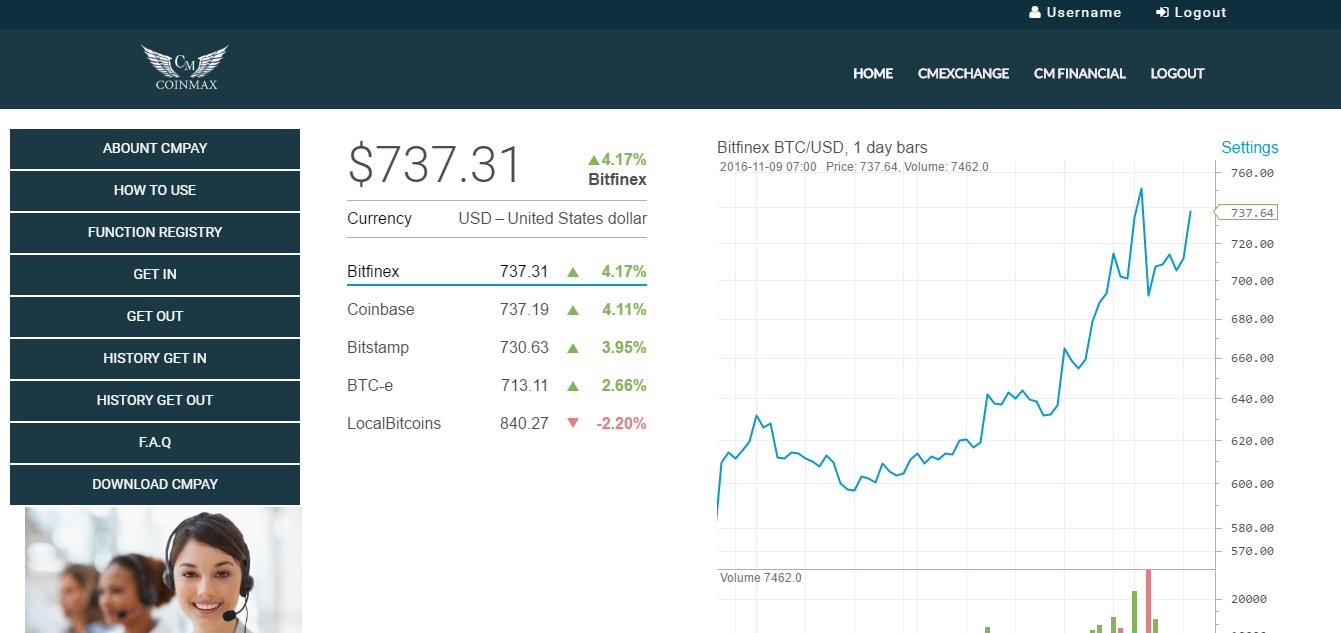 Username Logout
CM
COINMAX
HOME CMEXCHANGE CM FINANCIAL LOGOUT
ABOUNT CMPAY
HOW TO USE
FUNCTION REGISTRY
GET IN
GET OUT
HISTORY GET IN
HISTORY GET OUT
F.A.Q
DOWNLOAD CMPAY
$737.31 4.17%
Bitfinex
Currency USD – United States dollar
Bitfinex 737.31 4.17%
Coinbase 737.19 4.11%
Bitstamp 730.63 3.95%
BTC-e 713.11 2.66%
LocalBitcoins 840.27 -2.20%
Bitfinex BTC/USD, 1 day bars Settings
2016-11-09 07:00 Price: 737.64, Volume: 7462.0
760.00
737.64
720.00
700.00
680.00
660.00
640.00
620.00
600.00
580.00
570.00
Volume 7462.0
20000